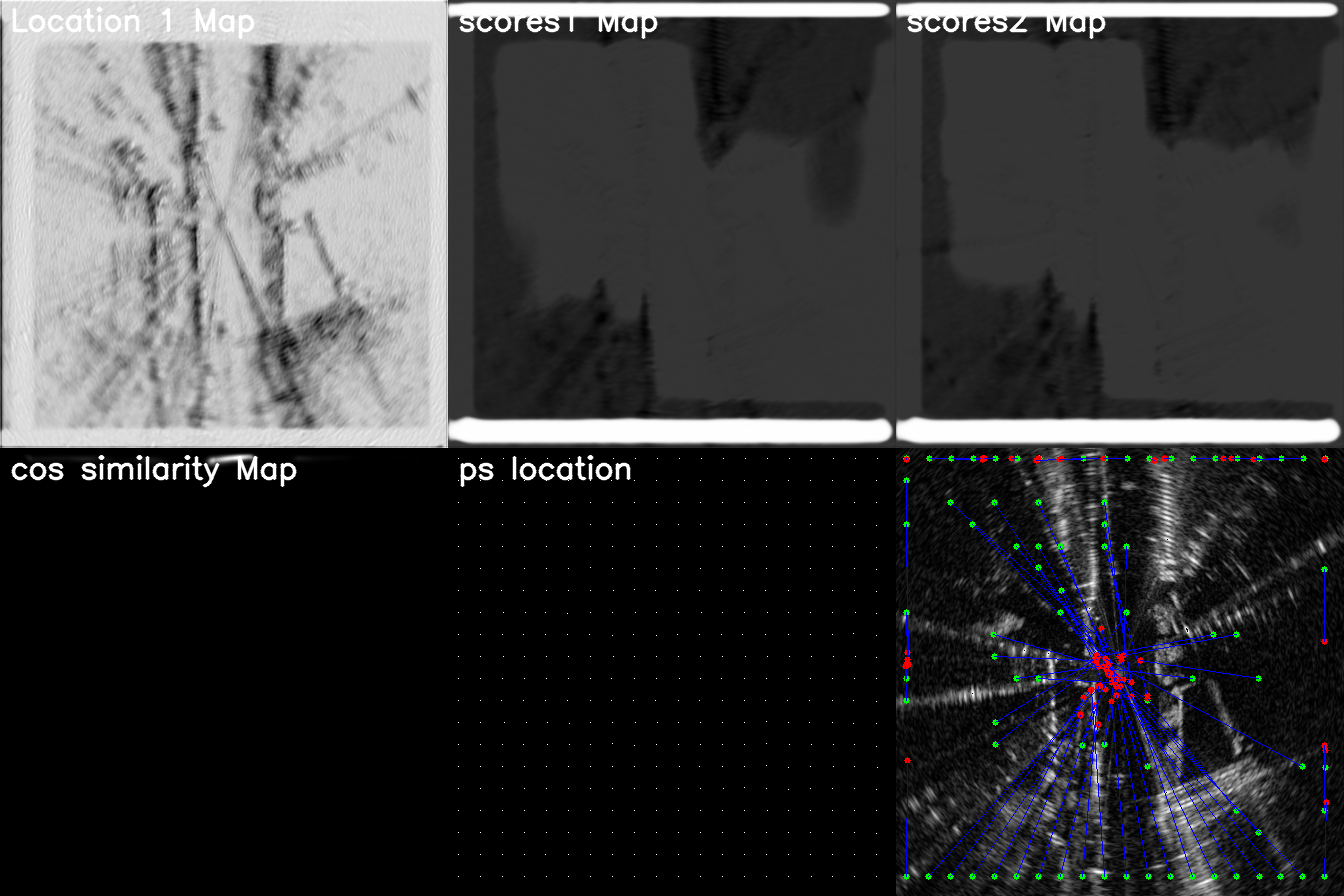 Location 1 Map
scores1 Map
scores2 Map
cos similarity Map
ps location